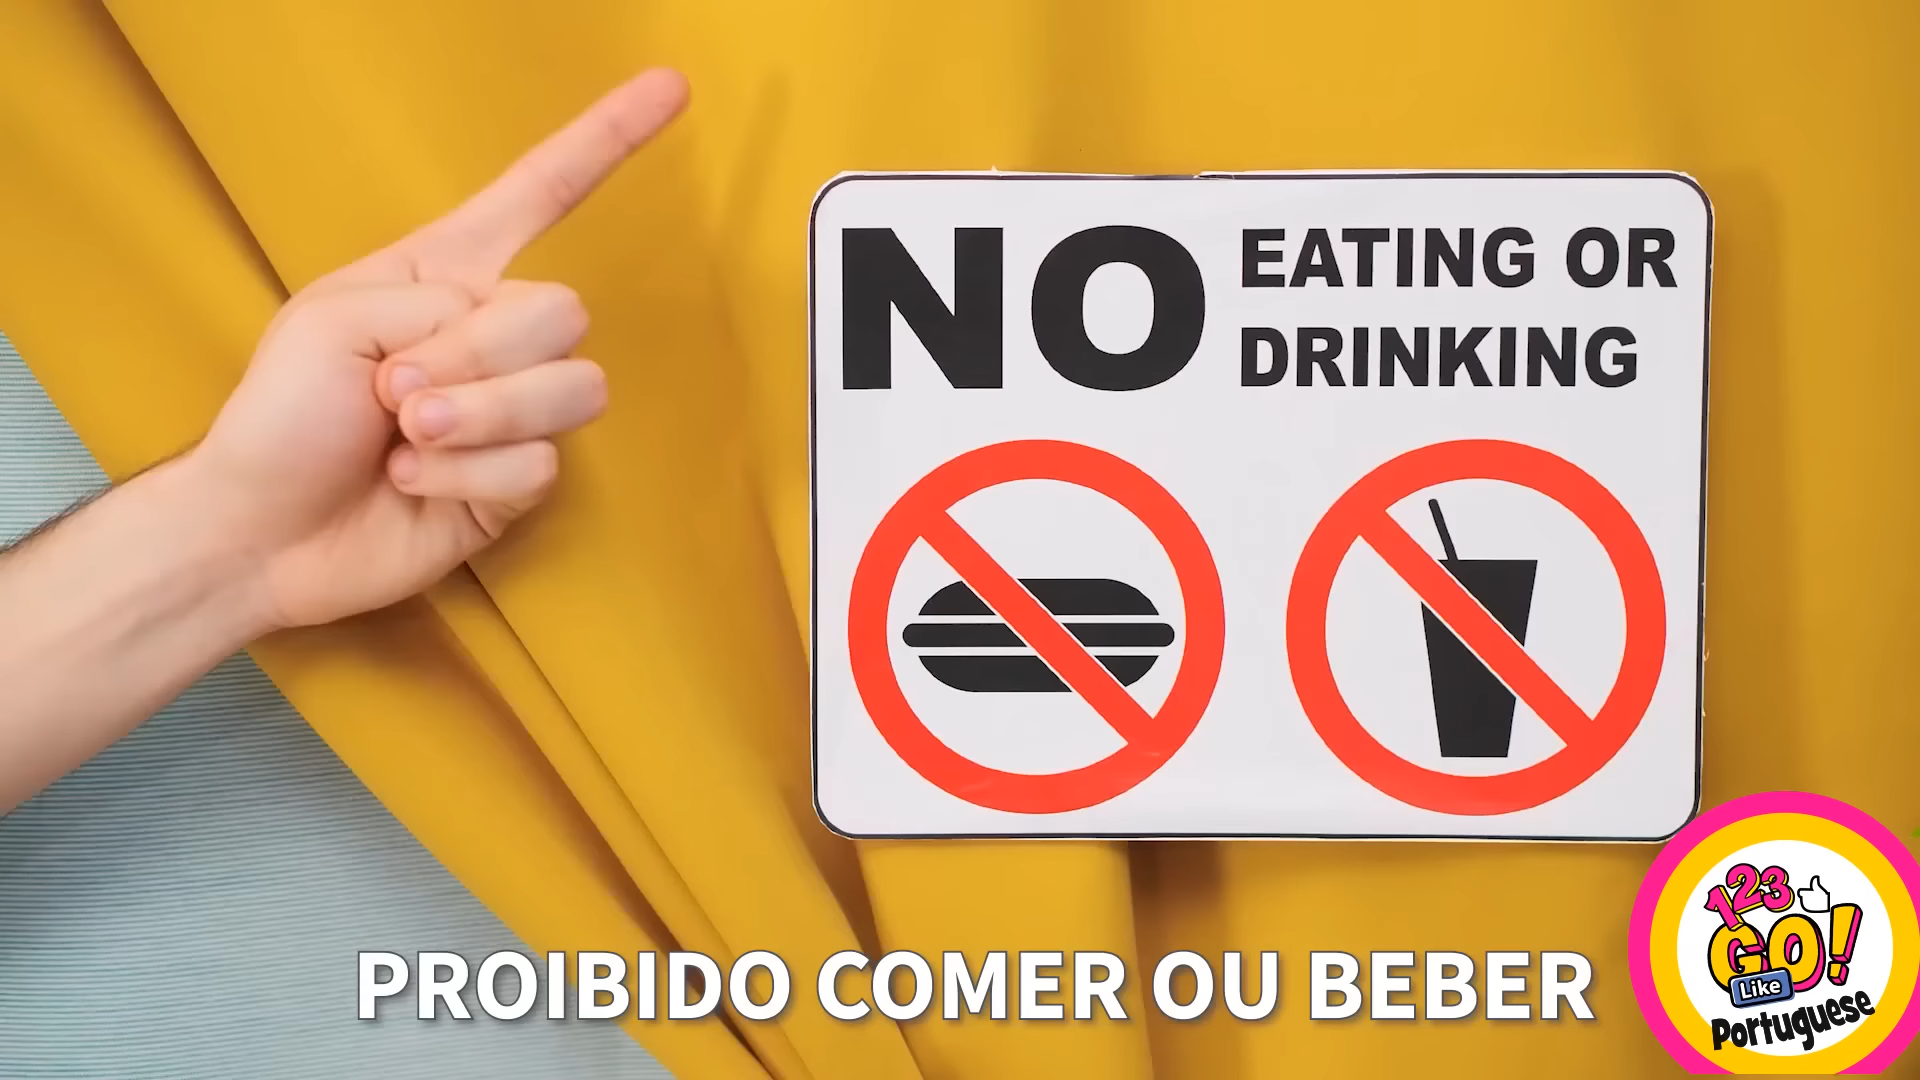 NO EATING OR
DRINKING
PROIBIDO COMER OU BEBER
123
GO!
Like
Portuguese